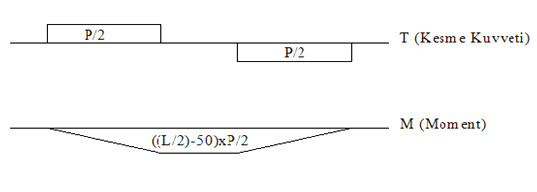 P/2
T (Kesme Kuvveti)
P/2
M (Moment)
((L/2)-50)xP/2